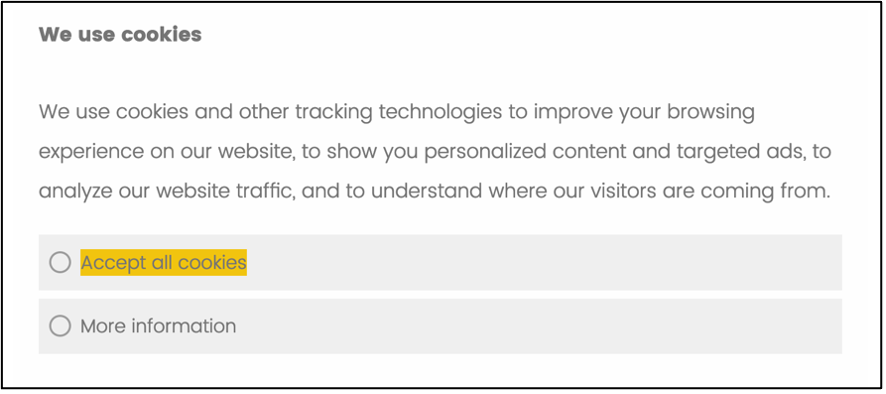 We use cookies
We use cookies and other tracking technologies to improve your browsing
experience on our website, to show you personalized content and targeted ads, to
analyze our website traffic, and to understand where our visitors are coming from.
Accept all cookies
More information